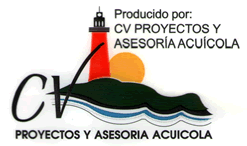 Producido por:
CV PROYECTOS Y
ASESORÍA ACUÍCOLA
CV
PROYECTOS Y ASESORIA ACUICOLA